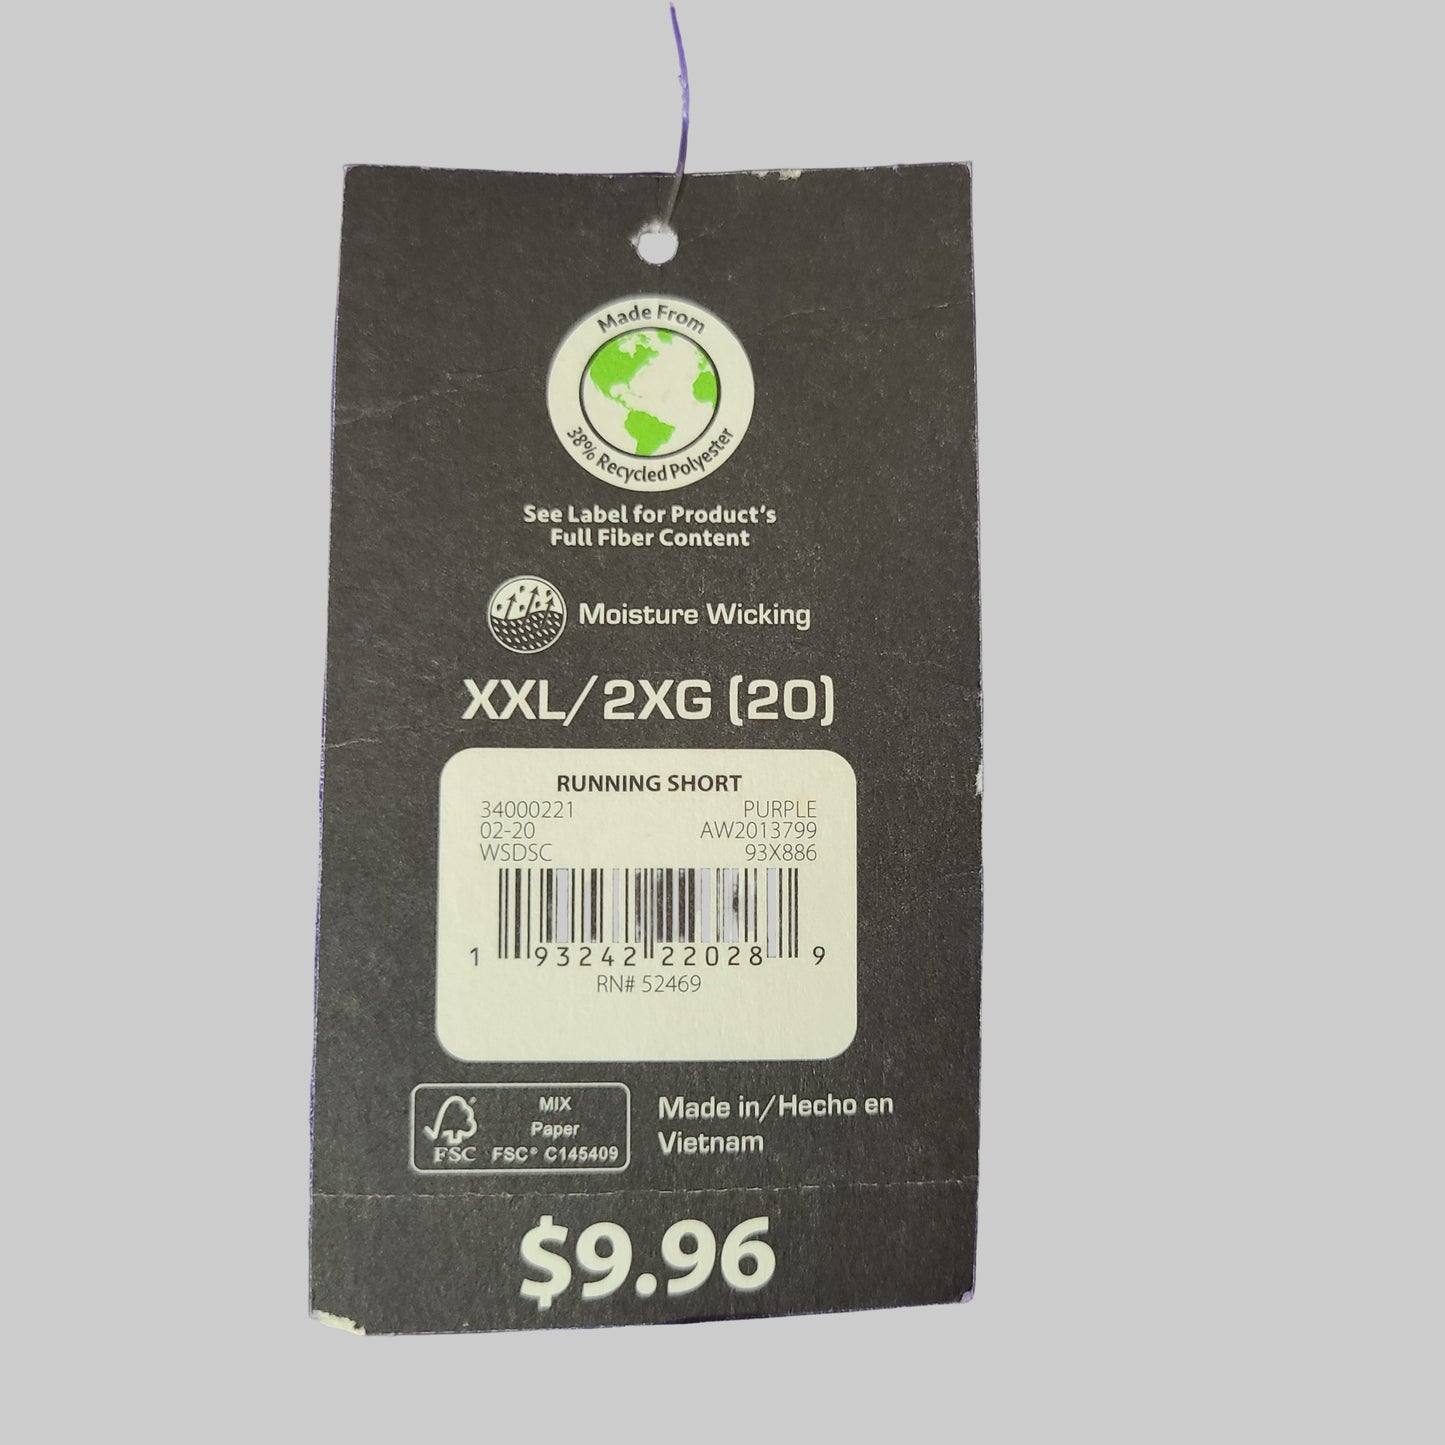 Made From
38% Recycled Polyester
See Label for Product's
Full Fiber Content
Moisture Wicking
XXL/2XG (20)
RUNNING SHORT
34000221 PURPLE
02-20 AW2013799
WSDSC 93X886
1 93242 22028 9
RN# 52469
MIX
Paper
FSC FSC® C145409
Made in/Hecho en
Vietnam
$9.96